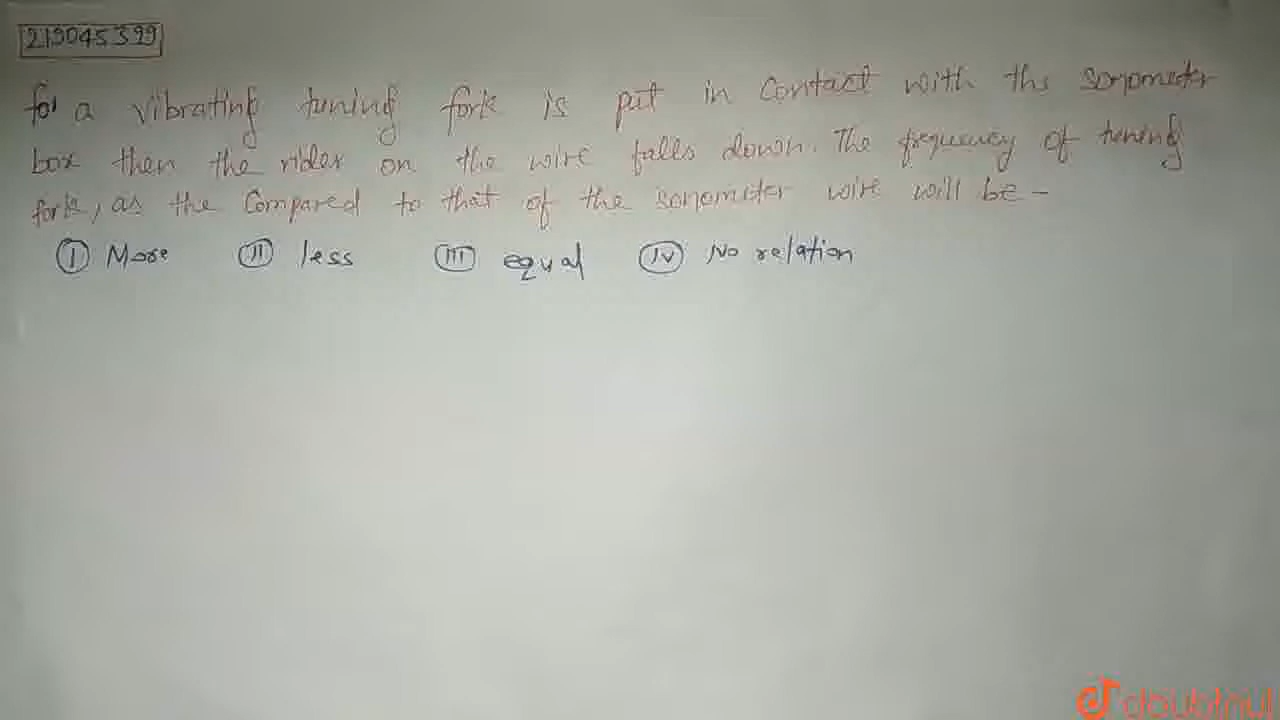 219045399
for a vibrating tuning fork is put in contact with the sonometer
box then the rider on the wire falls down. The frequency of tuning
fork, as the compared to that of the sonometer wire will be -
(I) More (II) less (III) equal (IV) No relation
doubtnut